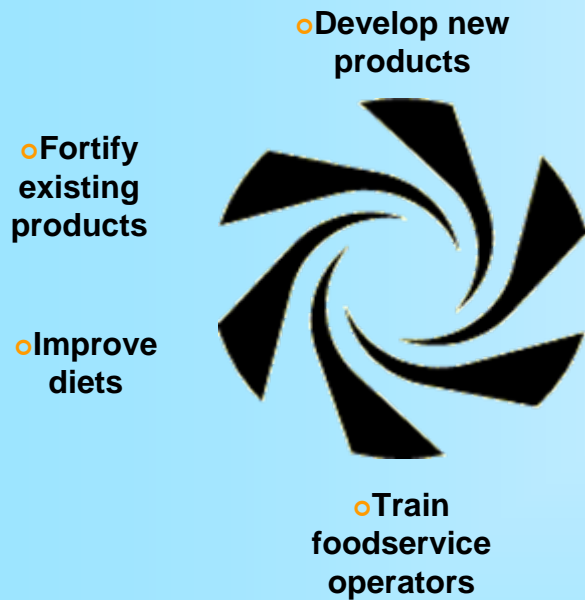 Develop new
products
Fortify
existing
products
Improve
diets
Train
foodservice
operators